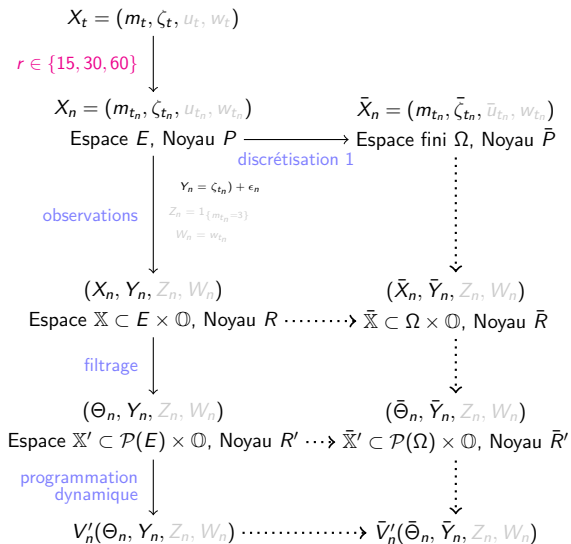 X_t = (m_t, ζ_t, u_t, w_t)
r ∈ {15, 30, 60}
X_n = (m_{t_n}, ζ_{t_n}, u_{t_n}, w_{t_n})
X̄_n = (m_{t_n}, ζ̄_{t_n}, ū_{t_n}, w_{t_n})
Espace E, Noyau P
Espace fini Ω, Noyau P̄
discrétisation 1
Y_n = ζ_{t_n}) + ϵ_n
observations
Z_n = 1_{{m_{t_n}=3}}
W_n = w_{t_n}
(X_n, Y_n, Z_n, W_n)
(X̄_n, Ȳ_n, Z_n, W_n)
Espace 𝕏 ⊂ E × 𝕆, Noyau R
𝕏̄ ⊂ Ω × 𝕆, Noyau R̄
filtrage
(Θ_n, Y_n, Z_n, W_n)
(Θ̄_n, Ȳ_n, Z_n, W_n)
Espace 𝕏′ ⊂ 𝒫(E) × 𝕆, Noyau R′
𝕏̄′ ⊂ 𝒫(Ω) × 𝕆, Noyau R̄′
programmation
dynamique
V′_n(Θ_n, Y_n, Z_n, W_n)
V̄′_n(Θ̄_n, Ȳ_n, Z_n, W_n)